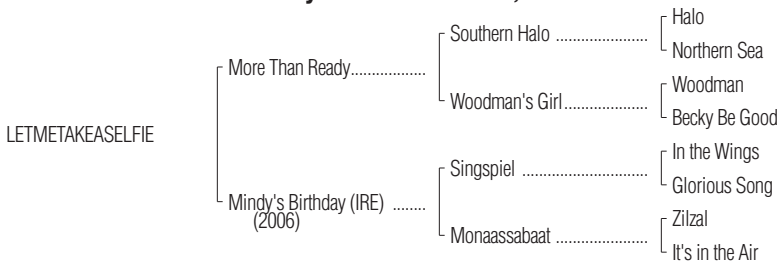 Halo
Southern Halo ......................
Northern Sea
More Than Ready..................
Woodman
Woodman's Girl....................
Becky Be Good
LETMETAKEASELFIE
In the Wings
Singspiel ..............................
Glorious Song
Mindy's Birthday (IRE) ........
(2006)
Zilzal
Monaassabaat ......................
It's in the Air